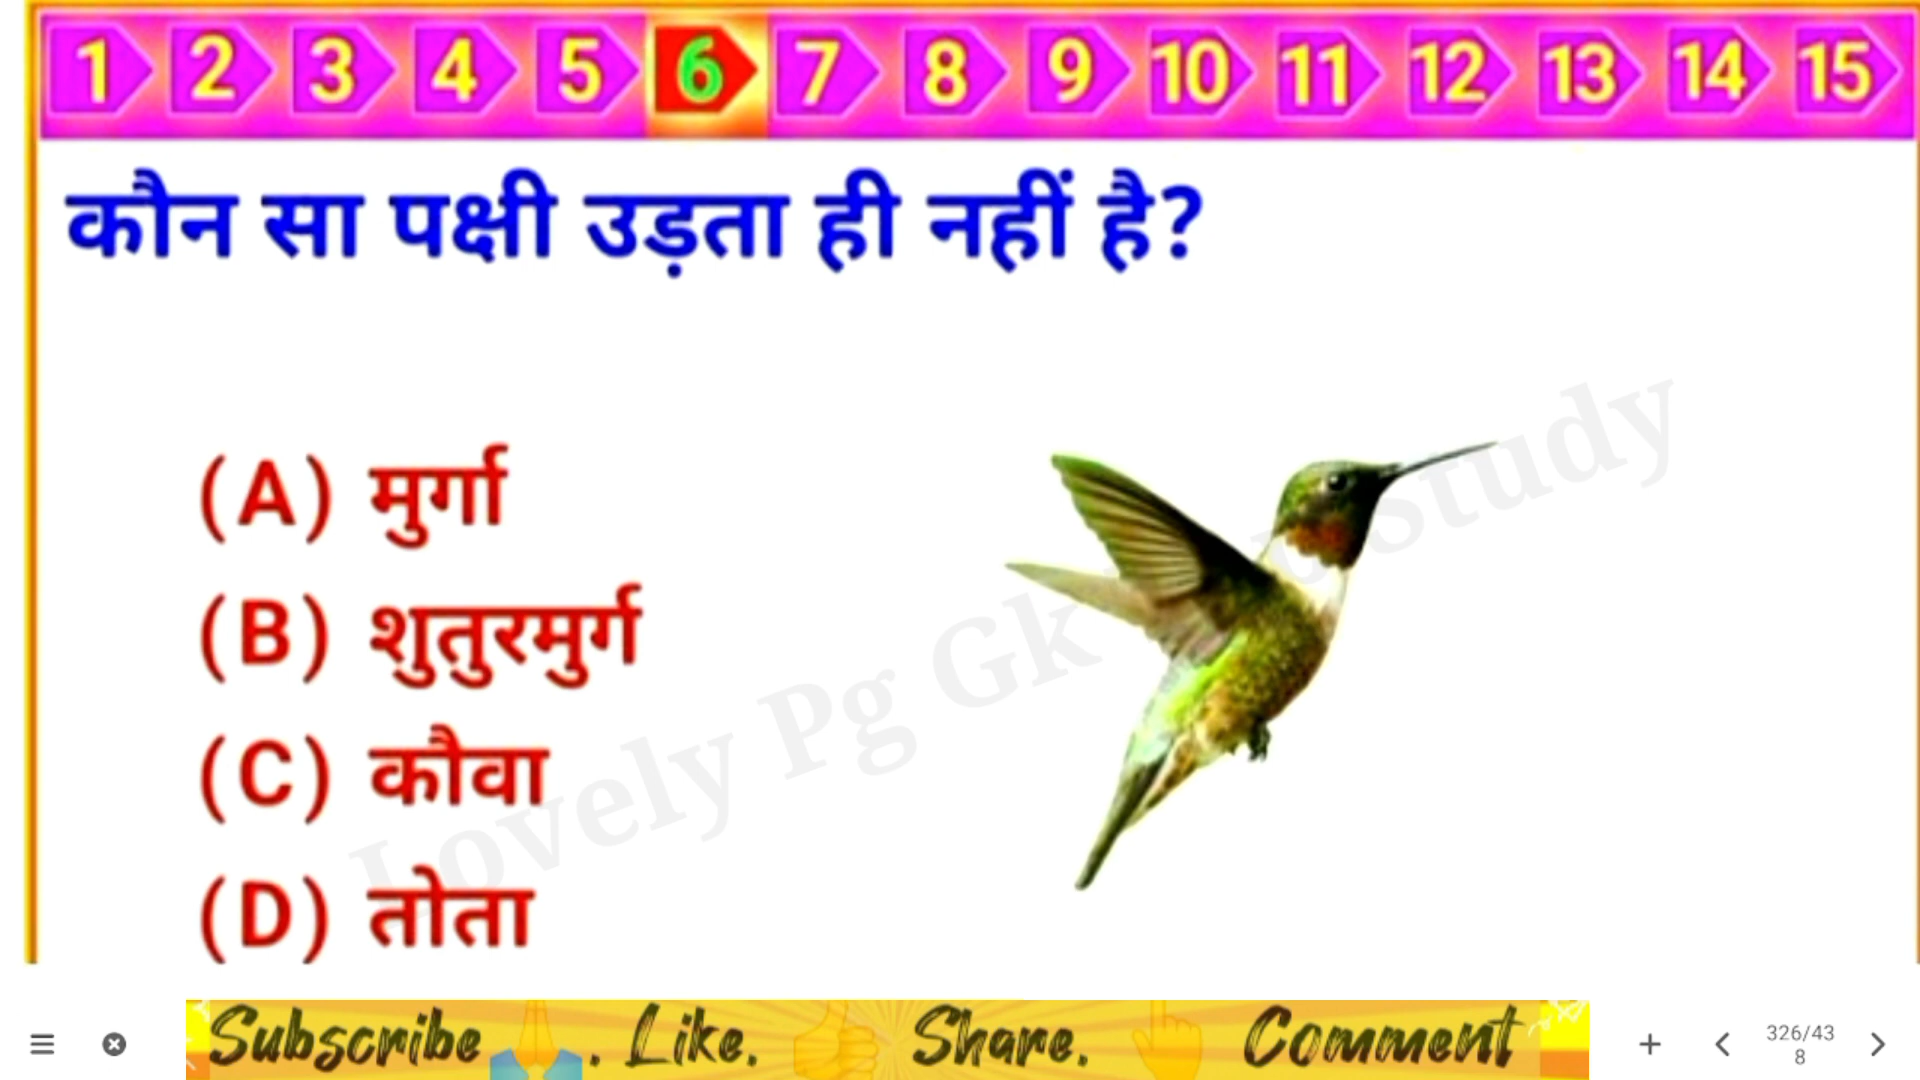 1 2 3 4 5 6 7 8 9 10 11 12 13 14 15
कौन सा पक्षी उड़ता ही नहीं है?
(A) मुर्गा
(B) शुतुरमुर्ग
(C) कौवा
(D) तोता
Lovely Pg Gk Study
Subscribe . Like. Share. Comment
326/43
8